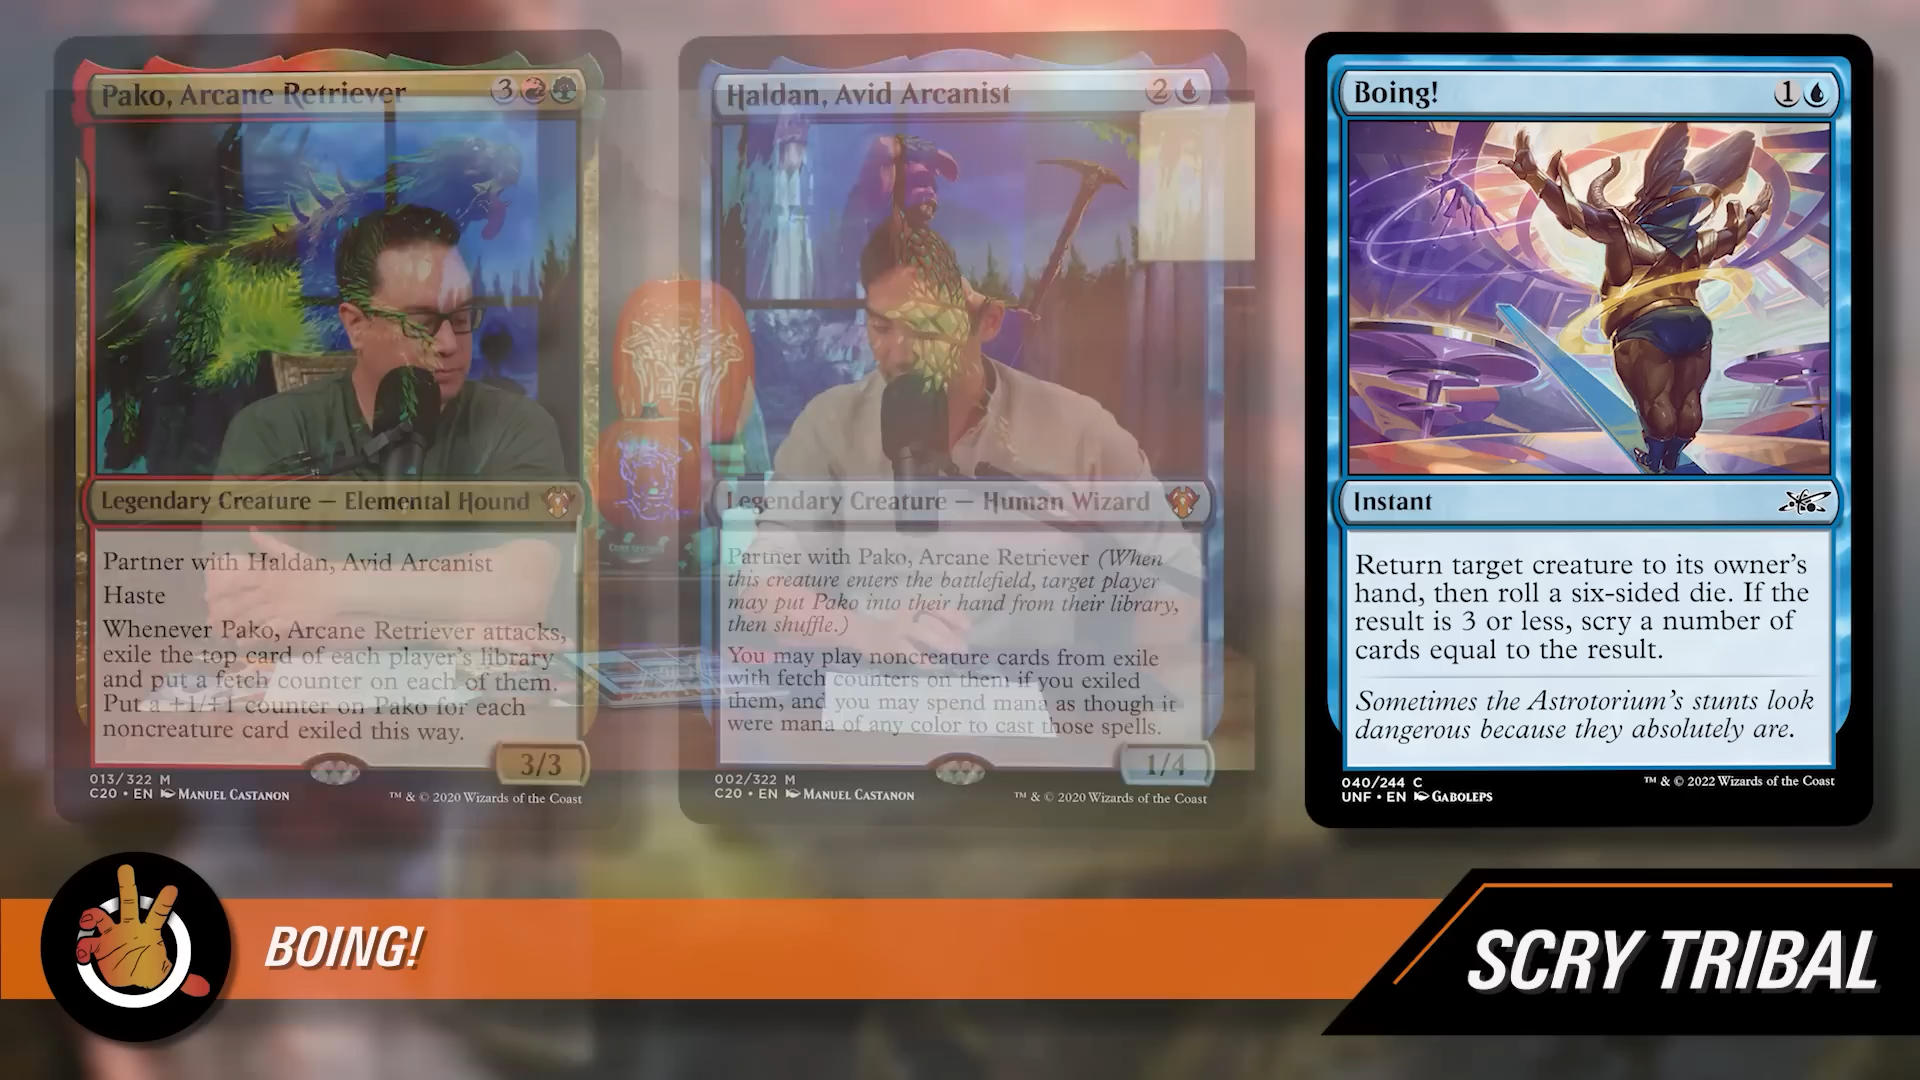 Pako, Arcane Retriever 3
Legendary Creature — Elemental Hound
Partner with Haldan, Avid Arcanist
Haste
Whenever Pako, Arcane Retriever attacks,
exile the top card of each player's library
and put a fetch counter on each of them.
Put a +1/+1 counter on Pako for each
noncreature card exiled this way.
3/3
013/322 M
C20 • EN MANUEL CASTANON
™ & © 2020 Wizards of the Coast
Haldan, Avid Arcanist 2
Legendary Creature — Human Wizard
Partner with Pako, Arcane Retriever (When
this creature enters the battlefield, target player
may put Pako into their hand from their library,
then shuffle.)
You may play noncreature cards from exile
with fetch counters on them if you exiled
them, and you may spend mana as though it
were mana of any color to cast those spells.
1/4
002/322 M
C20 • EN MANUEL CASTANON
™ & © 2020 Wizards of the Coast
Boing! 1
Instant
Return target creature to its owner's
hand, then roll a six-sided die. If the
result is 3 or less, scry a number of
cards equal to the result.
Sometimes the Astrotorium's stunts look
dangerous because they absolutely are.
040/244 C
UNF • EN GABOLEPS
™ & © 2022 Wizards of the Coast
BOING!
SCRY TRIBAL